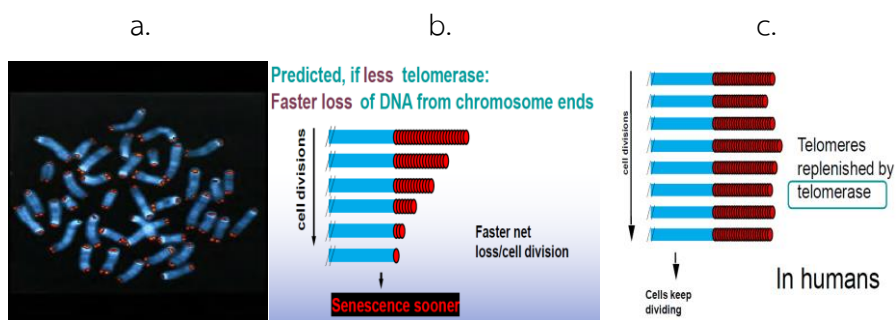 a.
b.
Predicted, if less telomerase:
Faster loss of DNA from chromosome ends
cell divisions
Faster net
loss/cell division
Senescence sooner
c.
cell divisions
Telomeres
replenished by
telomerase
Cells keep
dividing
In humans